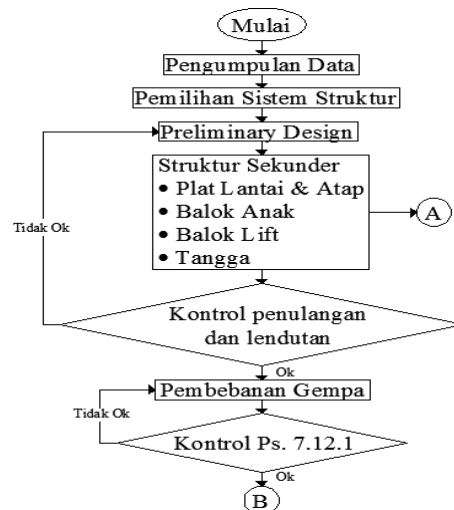 Mulai
Pengumpulan Data
Pemilihan Sistem Struktur
Preliminary Design
Struktur Sekunder
• Plat Lantai & Atap
• Balok Anak
• Balok Lift
• Tangga
A
Tidak Ok
Kontrol penulangan
dan lendutan
Ok
Pembebanan Gempa
Tidak Ok
Kontrol Ps. 7.12.1
Ok
B